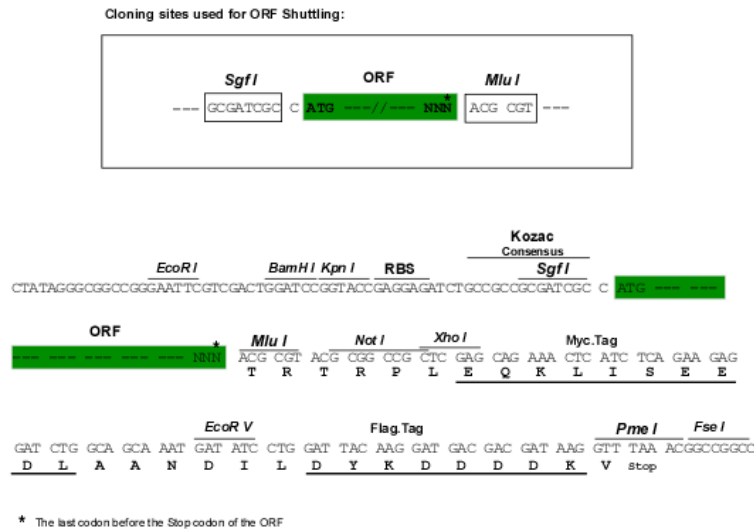 Cloning sites used for ORF Shuttling:
Sgf I ORF Mlu I
*
--- GCGATCGC C ATG ---//--- NNN ACG CGT ---
Kozac
Consensus
EcoR I BamH I Kpn I RBS Sgf I
CTATAGGGCGGCCGGGAATTCGTCGACTGGATCCGGTACCGAGGAGATCTGCCGCCGCGATCGC C ATG --- ---
ORF * Mlu I Not I Xho I Myc.Tag
--- --- --- --- --- --- NNN ACG CGT ACG CGG CCG CTC GAG CAG AAA CTC ATC TCA GAA GAG
T R T R P L E Q K L I S E E
EcoR V Flag.Tag Pme I Fse I
GAT CTG GCA GCA AAT GAT ATC CTG GAT TAC AAG GAT GAC GAC GAT AAG GTT TAA ACGGCCGGCC
D L A A N D I L D Y K D D D D K V Stop
* The last codon before the Stop codon of the ORF